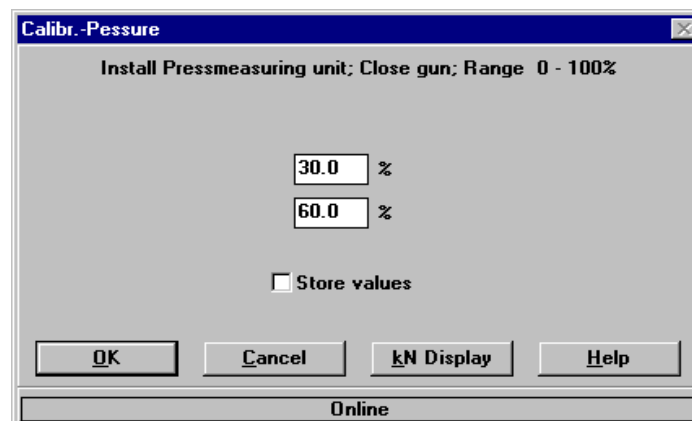 Calibr.-Pessure
Install Pressmeasuring unit; Close gun; Range 0 - 100%
30.0 %
60.0 %
Store values
OK Cancel kN Display Help
Online